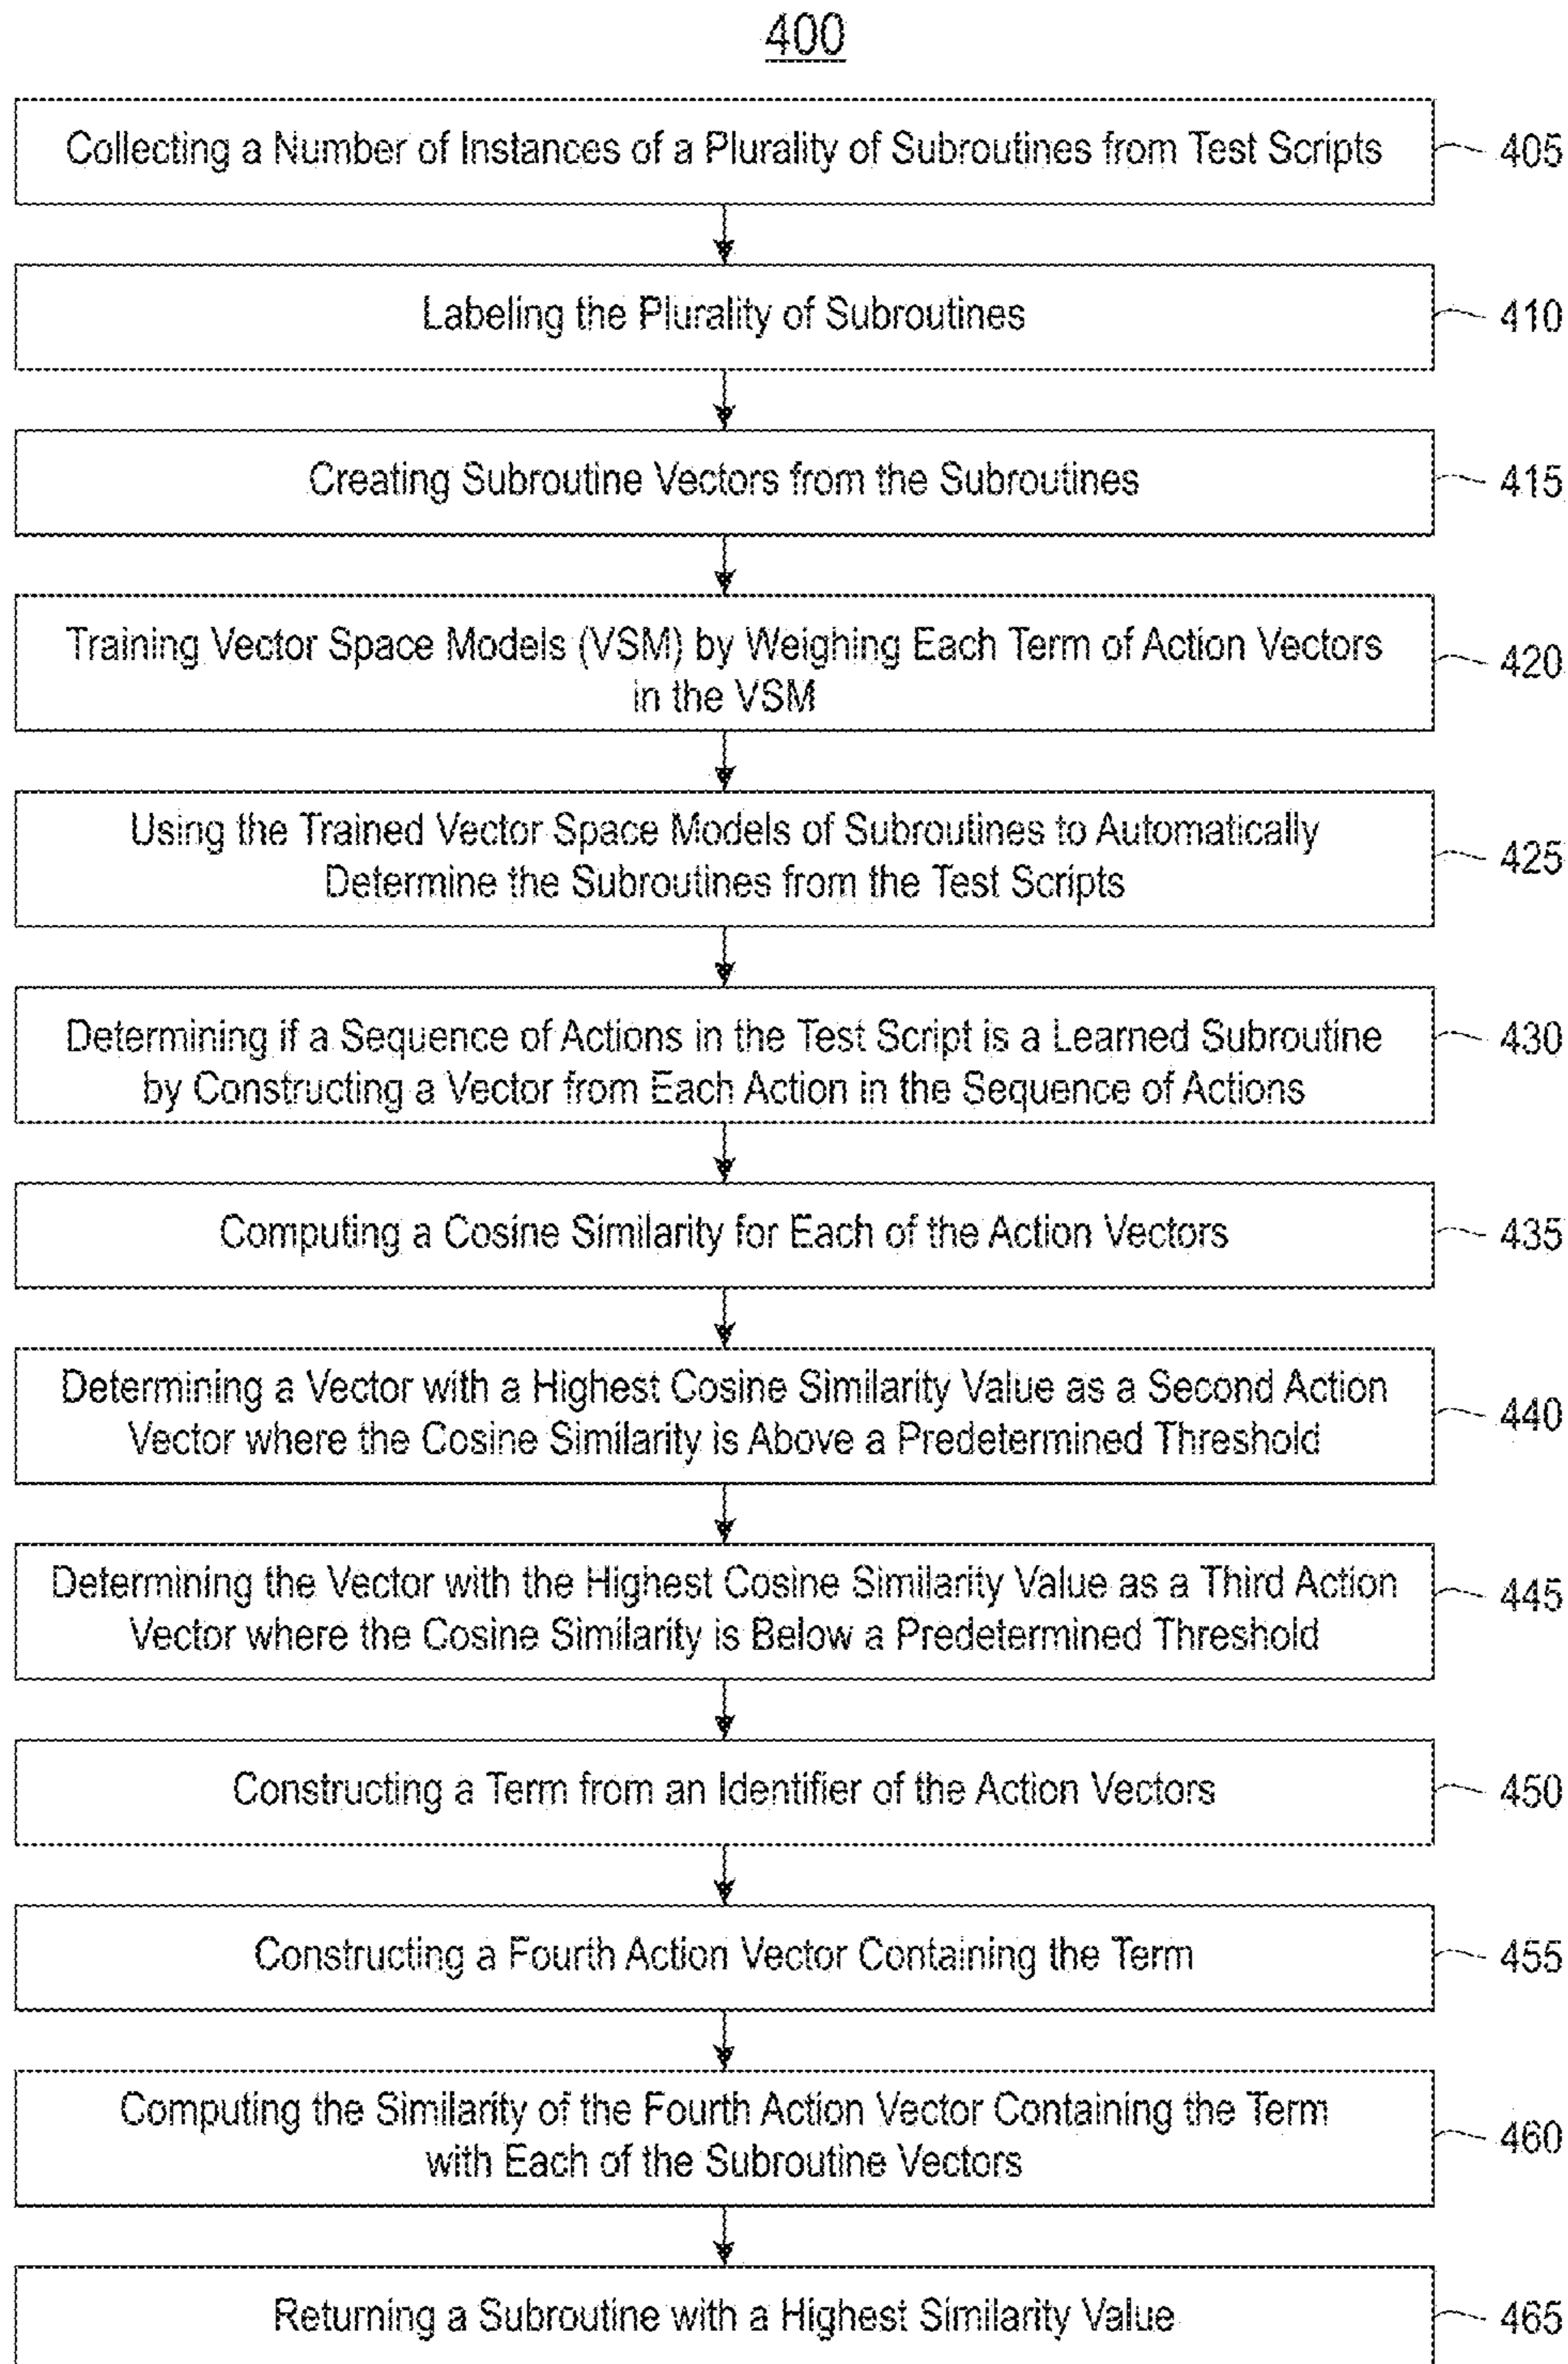 400
Collecting a Number of Instances of a Plurality of Subroutines from Test Scripts
405
Labeling the Plurality of Subroutines
410
Creating Subroutine Vectors from the Subroutines
415
Training Vector Space Models (VSM) by Weighing Each Term of Action Vectors
in the VSM
420
Using the Trained Vector Space Models of Subroutines to Automatically
Determine the Subroutines from the Test Scripts
425
Determining if a Sequence of Actions in the Test Script is a Learned Subroutine
by Constructing a Vector from Each Action in the Sequence of Actions
430
Computing a Cosine Similarity for Each of the Action Vectors
435
Determining a Vector with a Highest Cosine Similarity Value as a Second Action
Vector where the Cosine Similarity is Above a Predetermined Threshold
440
Determining the Vector with the Highest Cosine Similarity Value as a Third Action
Vector where the Cosine Similarity is Below a Predetermined Threshold
445
Constructing a Term from an Identifier of the Action Vectors
450
Constructing a Fourth Action Vector Containing the Term
455
Computing the Similarity of the Fourth Action Vector Containing the Term
with Each of the Subroutine Vectors
460
Returning a Subroutine with a Highest Similarity Value
465